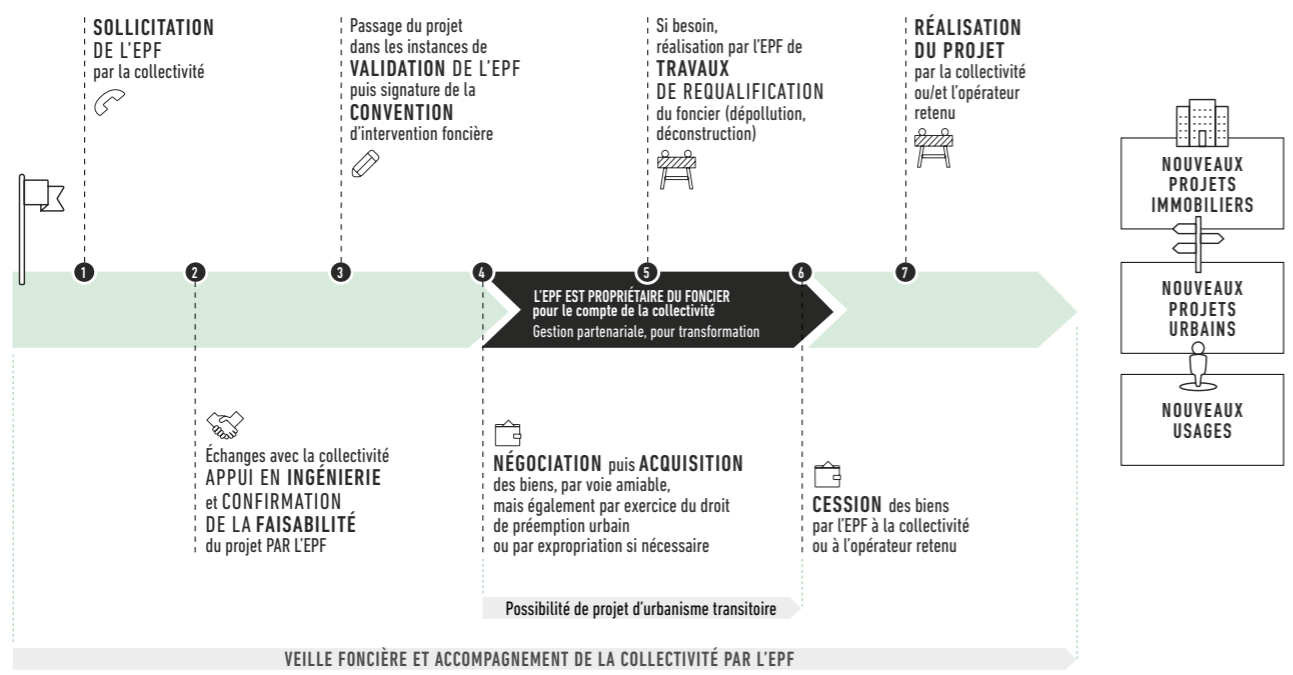 SOLLICITATION
DE L'EPF
par la collectivité
Passage du projet
dans les instances de
VALIDATION DE L'EPF
puis signature de la
CONVENTION
d'intervention foncière
Si besoin,
réalisation par l'EPF de
TRAVAUX
DE REQUALIFICATION
du foncier (dépollution,
déconstruction)
RÉALISATION
DU PROJET
par la collectivité
ou/et l'opérateur
retenu
1
2
3
4
5
6
7
L'EPF EST PROPRIÉTAIRE DU FONCIER
pour le compte de la collectivité
Gestion partenariale, pour transformation
Échanges avec la collectivité
APPUI EN INGÉNIERIE
et CONFIRMATION
DE LA FAISABILITÉ
du projet PAR L'EPF
NÉGOCIATION puis ACQUISITION
des biens, par voie amiable,
mais également par exercice du droit
de préemption urbain
ou par expropriation si nécessaire
CESSION des biens
par l'EPF à la collectivité
ou à l'opérateur retenu
Possibilité de projet d'urbanisme transitoire
VEILLE FONCIÈRE ET ACCOMPAGNEMENT DE LA COLLECTIVITÉ PAR L'EPF
NOUVEAUX
PROJETS
IMMOBILIERS
NOUVEAUX
PROJETS
URBAINS
NOUVEAUX
USAGES